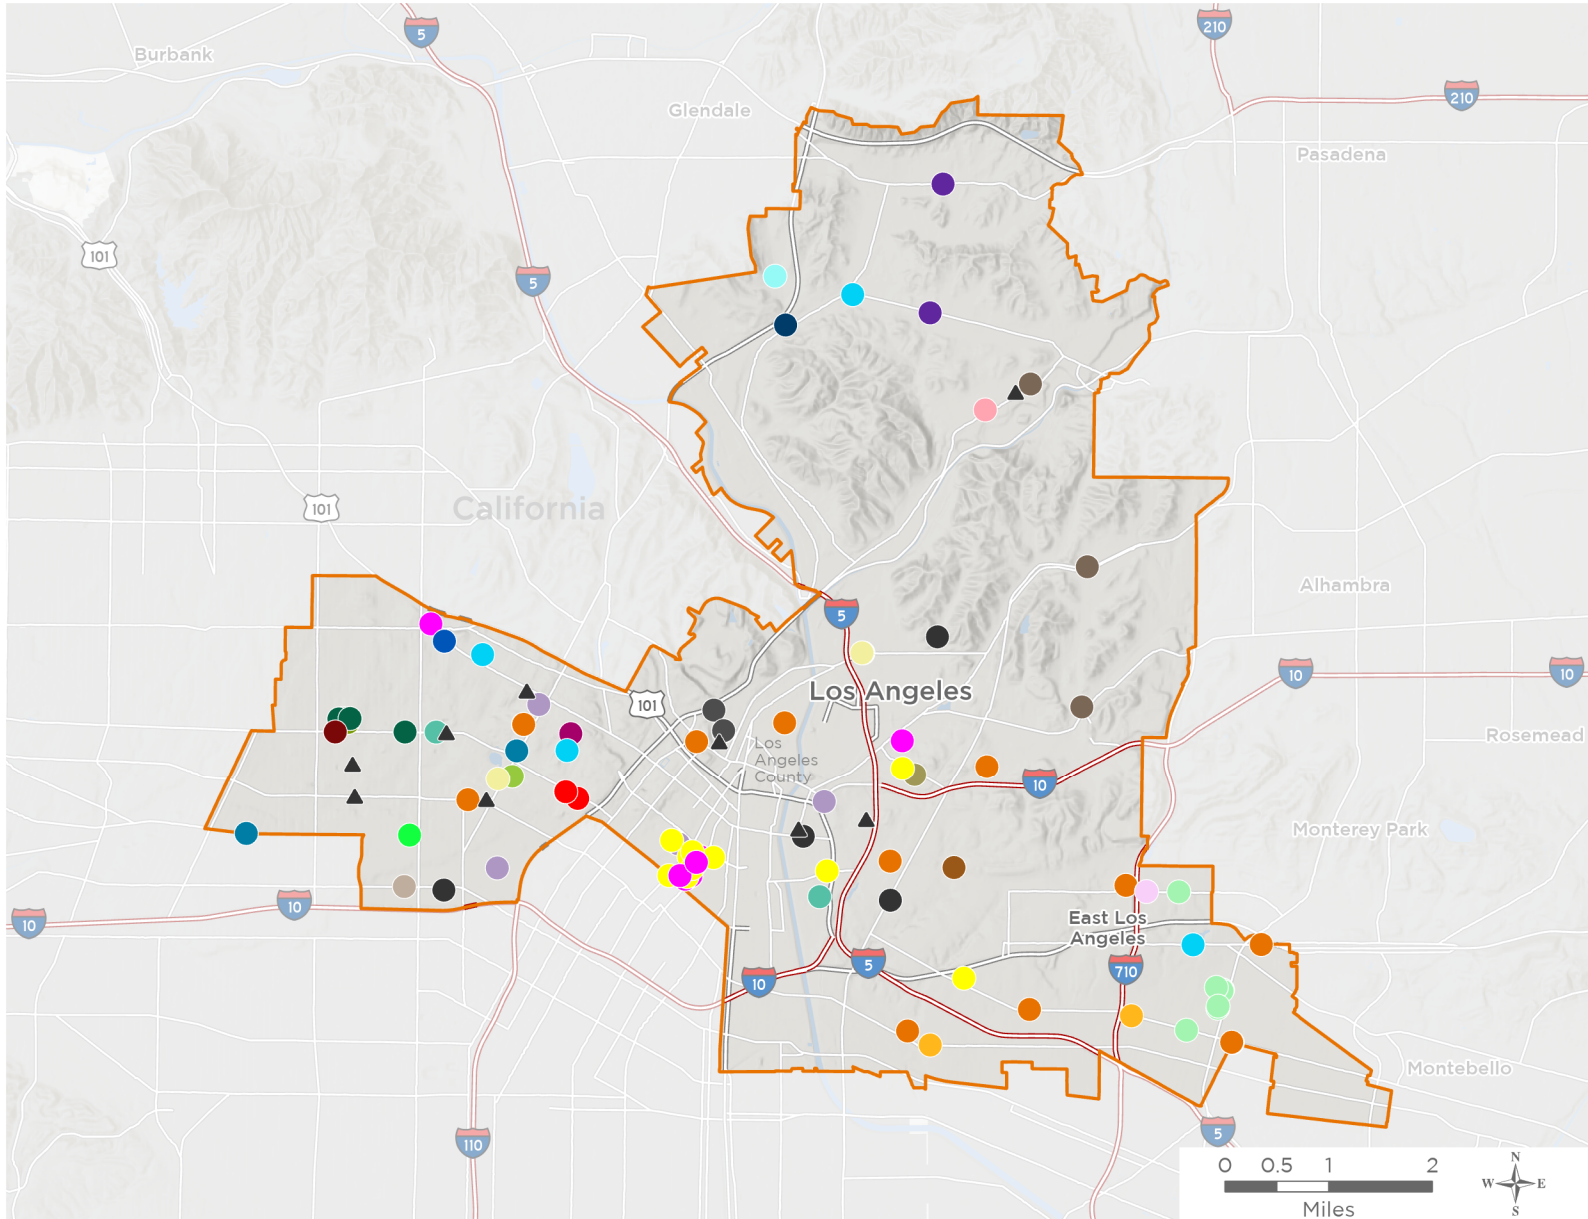 5
210
Burbank
210
Glendale
Pasadena
101
5
California
101
Alhambra
5
10
10
Los Angeles
101
Rosemead
Los
Angeles
County
10
Monterey Park
10
10
East Los
Angeles
5
710
10
Montebello
5
110
0 0.5 1 2
Miles
N
W E
S